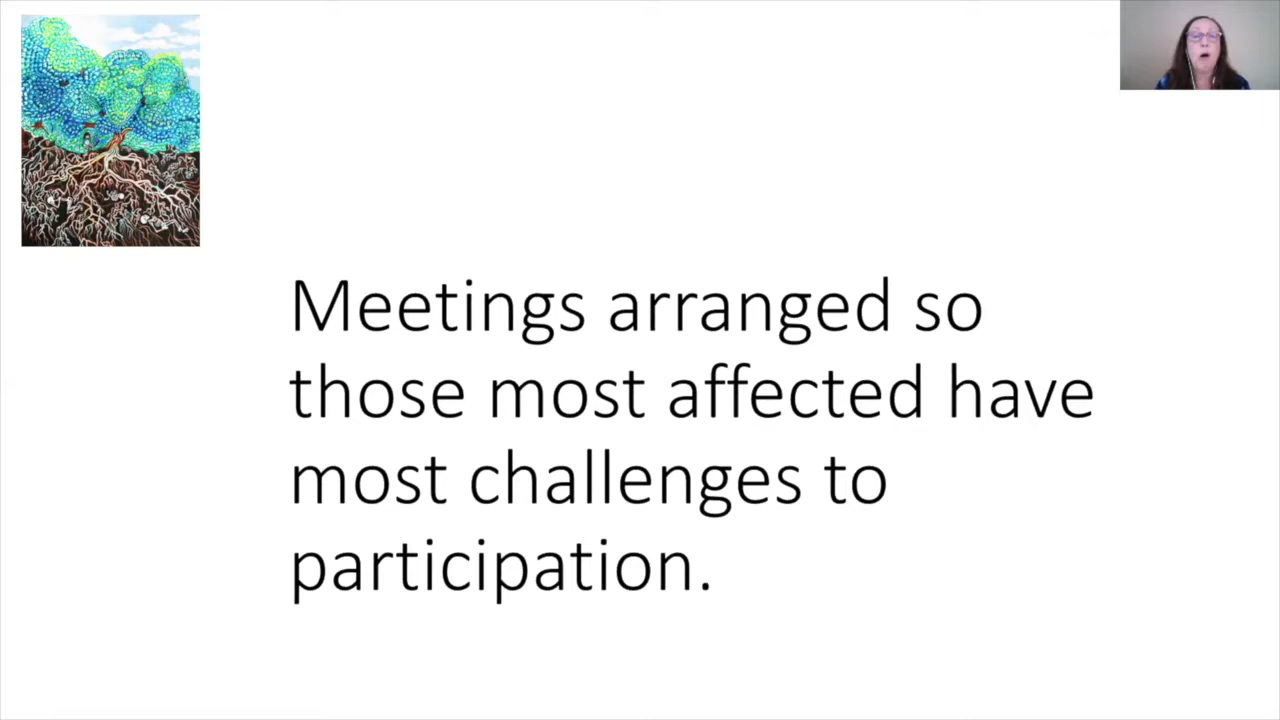 Meetings arranged so
those most affected have
most challenges to
participation.